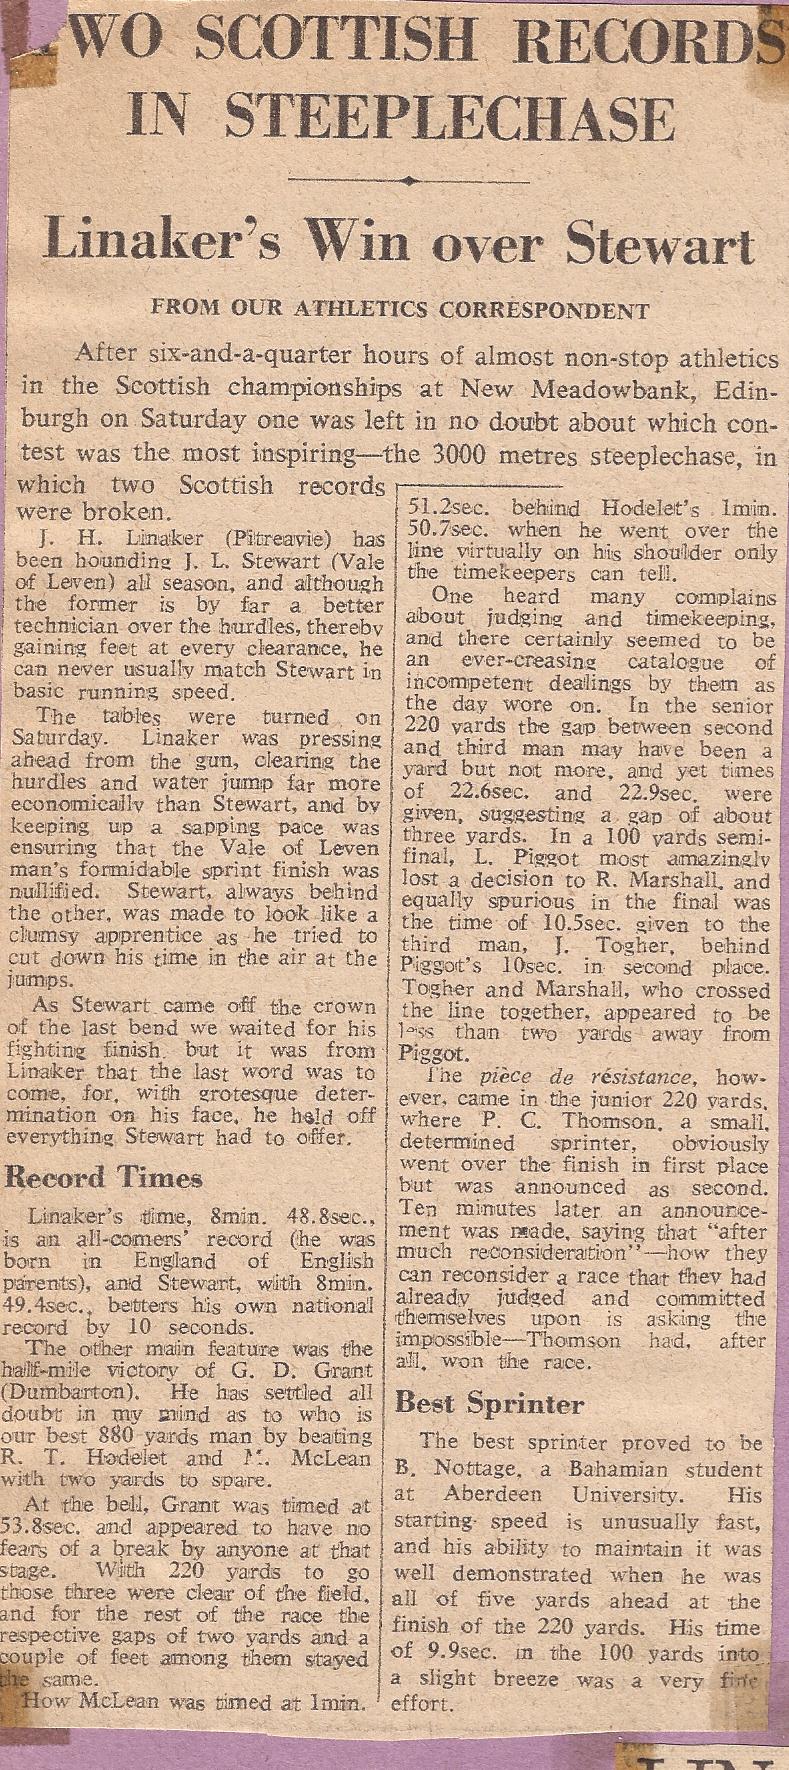 TWO SCOTTISH RECORDS
IN STEEPLECHASE
Linaker's Win over Stewart
FROM OUR ATHLETICS CORRESPONDENT
After six-and-a-quarter hours of almost non-stop athletics
in the Scottish championships at New Meadowbank, Edin-
burgh on Saturday one was left in no doubt about which con-
test was the most inspiring—the 3000 metres steeplechase, in
which two Scottish records
were broken.
J. H. Linaker (Pitreavie) has
been hounding J. L. Stewart (Vale
of Leven) all season, and although
the former is by far a better
technician over the hurdles, thereby
gaining feet at every clearance, he
can never usually match Stewart in
basic running speed.
The tables were turned on
Saturday. Linaker was pressing
ahead from the gun, clearing the
hurdles and water jump far more
economically than Stewart, and by
keeping up a sapping pace was
ensuring that the Vale of Leven
man's formidable sprint finish was
nullified. Stewart, always behind
the other, was made to look like a
clumsy apprentice as he tried to
cut down his time in the air at the
jumps.
As Stewart came off the crown
of the last bend we waited for his
fighting finish, but it was from
Linaker that the last word was to
come, for, with grotesque deter-
mination on his face, he held off
everything Stewart had to offer.
Record Times
Linaker's time, 8min. 48.8sec.,
is an all-comers' record (he was
born in England of English
parents), and Stewart, with 8min.
49.4sec., betters his own national
record by 10 seconds.
The other main feature was the
half-mile victory of G. D. Grant
(Dumbarton). He has settled all
doubt in my mind as to who is
our best 880 yards man by beating
R. T. Hodelet and M. McLean
with two yards to spare.
At the bell, Grant was timed at
53.8sec. and appeared to have no
fears of a break by anyone at that
stage. With 220 yards to go
those three were clear of the field,
and for the rest of the race the
respective gaps of two yards and a
couple of feet among them stayed
the same.
How McLean was timed at 1min.
51.2sec. behind Hodelet's 1min.
50.7sec. when he went over the
line virtually on his shoulder only
the timekeepers can tell.
One heard many complains
about judging and timekeeping,
and there certainly seemed to be
an ever-creasing catalogue of
incompetent dealings by them as
the day wore on. In the senior
220 yards the gap between second
and third man may have been a
yard but not more, and yet times
of 22.6sec. and 22.9sec. were
given, suggesting a gap of about
three yards. In a 100 yards semi-
final, L. Piggot most amazingly
lost a decision to R. Marshall, and
equally spurious in the final was
the time of 10.5sec. given to the
third man, J. Togher, behind
Piggot's 10sec. in second place.
Togher and Marshall, who crossed
the line together, appeared to be
less than two yards away from
Piggot.
The pièce de résistance, how-
ever, came in the junior 220 yards,
where P. C. Thomson, a small,
determined sprinter, obviously
went over the finish in first place
but was announced as second.
Ten minutes later an announce-
ment was made, saying that "after
much reconsideration"—how they
can reconsider a race that they had
already judged and committed
themselves upon is asking the
impossible—Thomson had, after
all, won the race.
Best Sprinter
The best sprinter proved to be
B. Nottage, a Bahamian student
at Aberdeen University. His
starting speed is unusually fast,
and his ability to maintain it was
well demonstrated when he was
all of five yards ahead at the
finish of the 220 yards. His time
of 9.9sec. in the 100 yards into
a slight breeze was a very fine
effort.